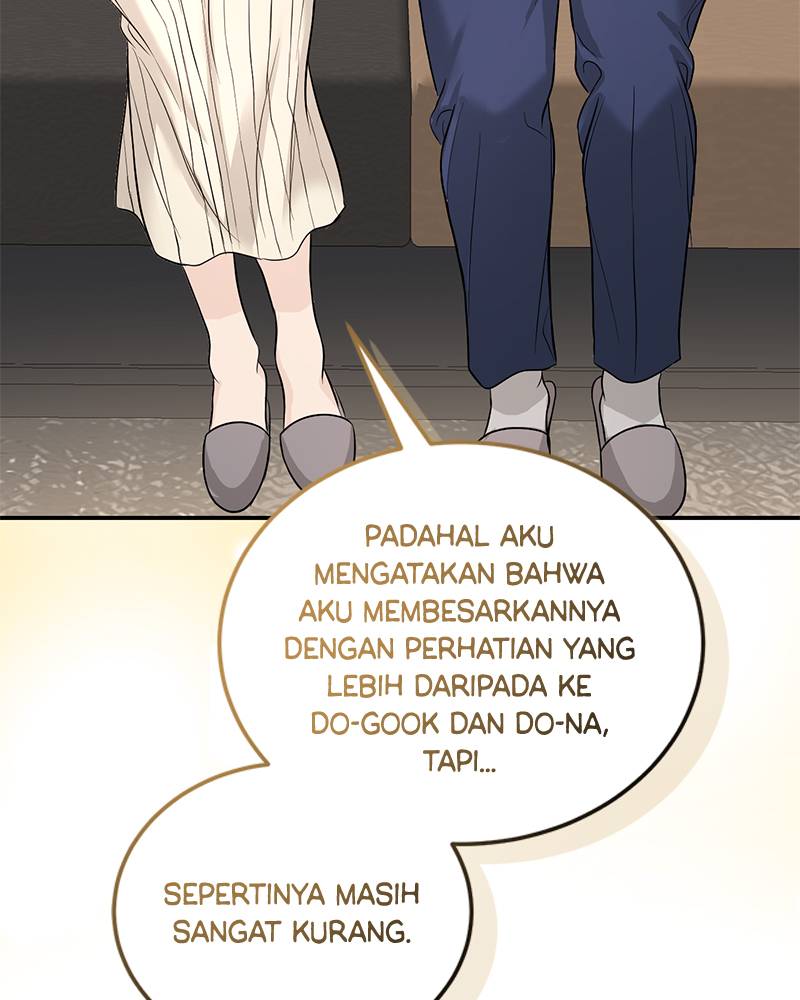 PADAHAL AKU
MENGATAKAN BAHWA
AKU MEMBESARKANNYA
DENGAN PERHATIAN YANG
LEBIH DARIPADA KE
DO-GOOK DAN DO-NA,
TAPI...
SEPERTINYA MASIH
SANGAT KURANG.